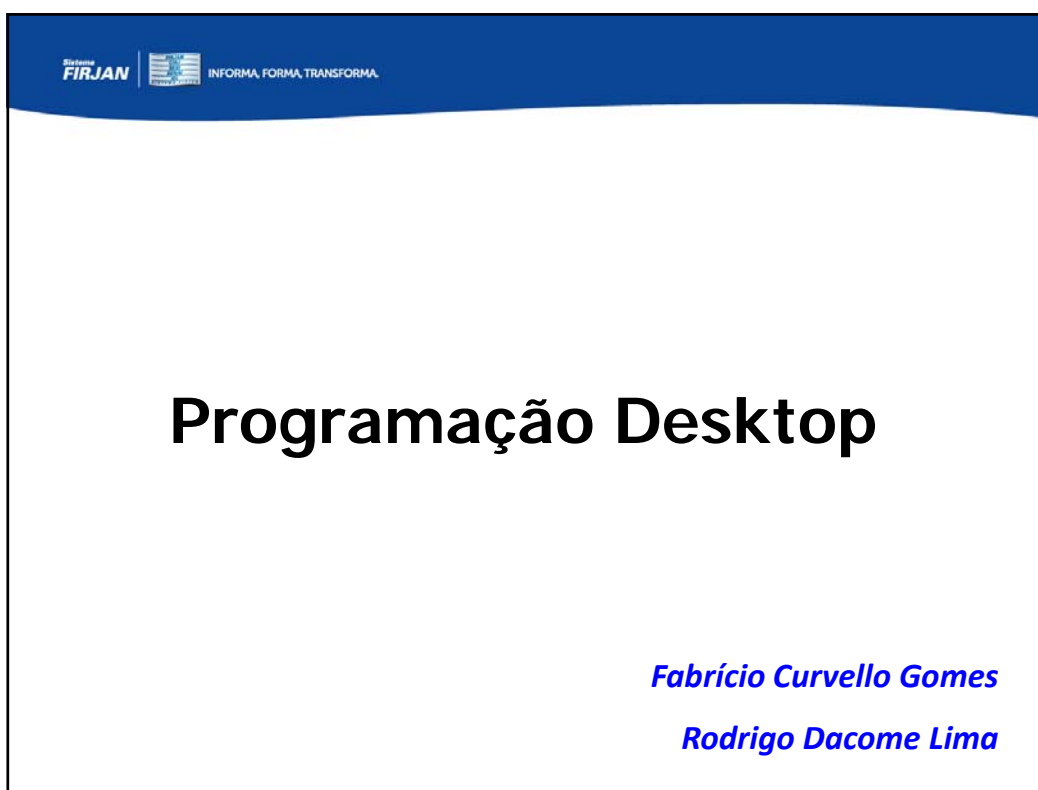 Sistema
FIRJAN
INFORMA, FORMA, TRANSFORMA.
Programação Desktop
Fabrício Curvello Gomes
Rodrigo Dacome Lima